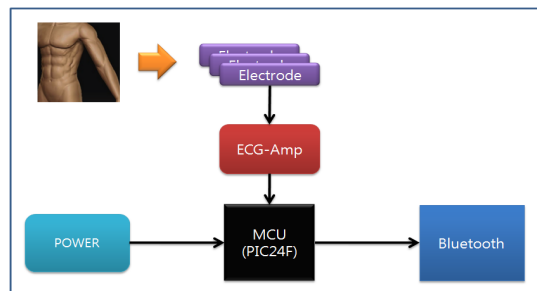 Electrode
ECG-Amp
POWER
MCU
(PIC24F)
Bluetooth